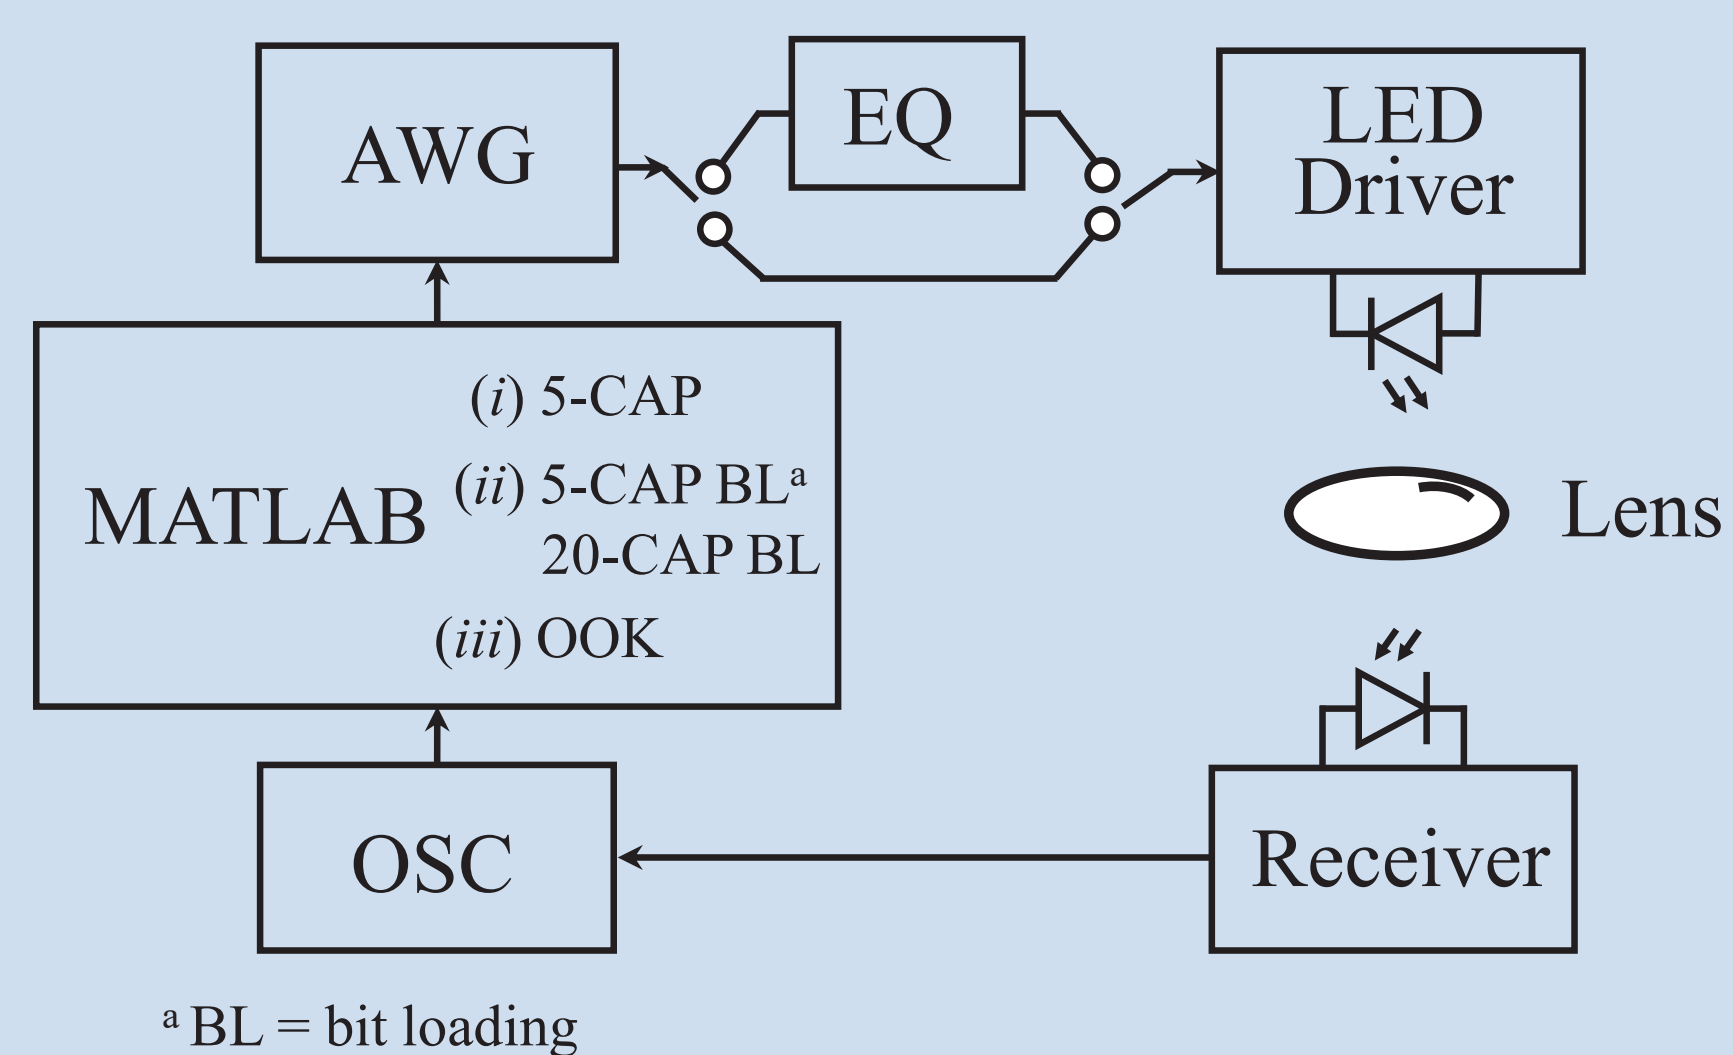 AWG
EQ
LED
Driver
MATLAB
(i) 5-CAP
(ii) 5-CAP BLᵃ
20-CAP BL
(iii) OOK
Lens
OSC
Receiver
ᵃ BL = bit loading